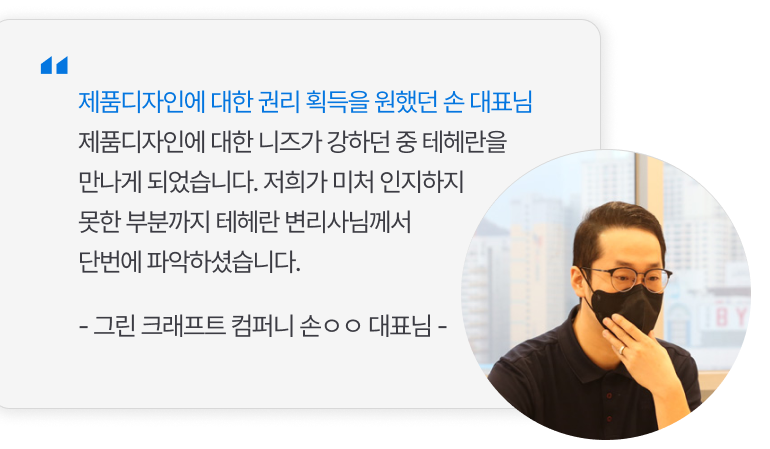 제품디자인에 대한 권리 획득을 원했던 손 대표님
제품디자인에 대한 니즈가 강하던 중 테헤란을
만나게 되었습니다. 저희가 미처 인지하지
못한 부분까지 테헤란 변리사님께서
단번에 파악하셨습니다.
- 그린 크래프트 컴퍼니 손ㅇㅇ 대표님 -
BY